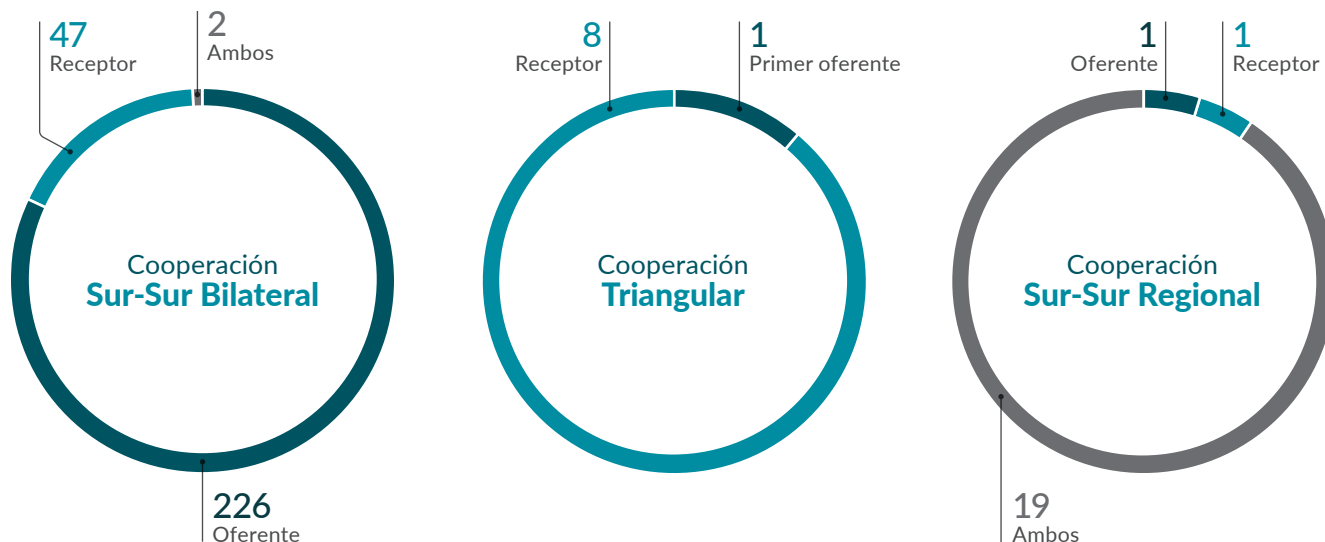 47
Receptor
2
Ambos
Cooperación
Sur-Sur Bilateral
226
Oferente
8
Receptor
1
Primer oferente
Cooperación
Triangular
1
Oferente
1
Receptor
Cooperación
Sur-Sur Regional
19
Ambos